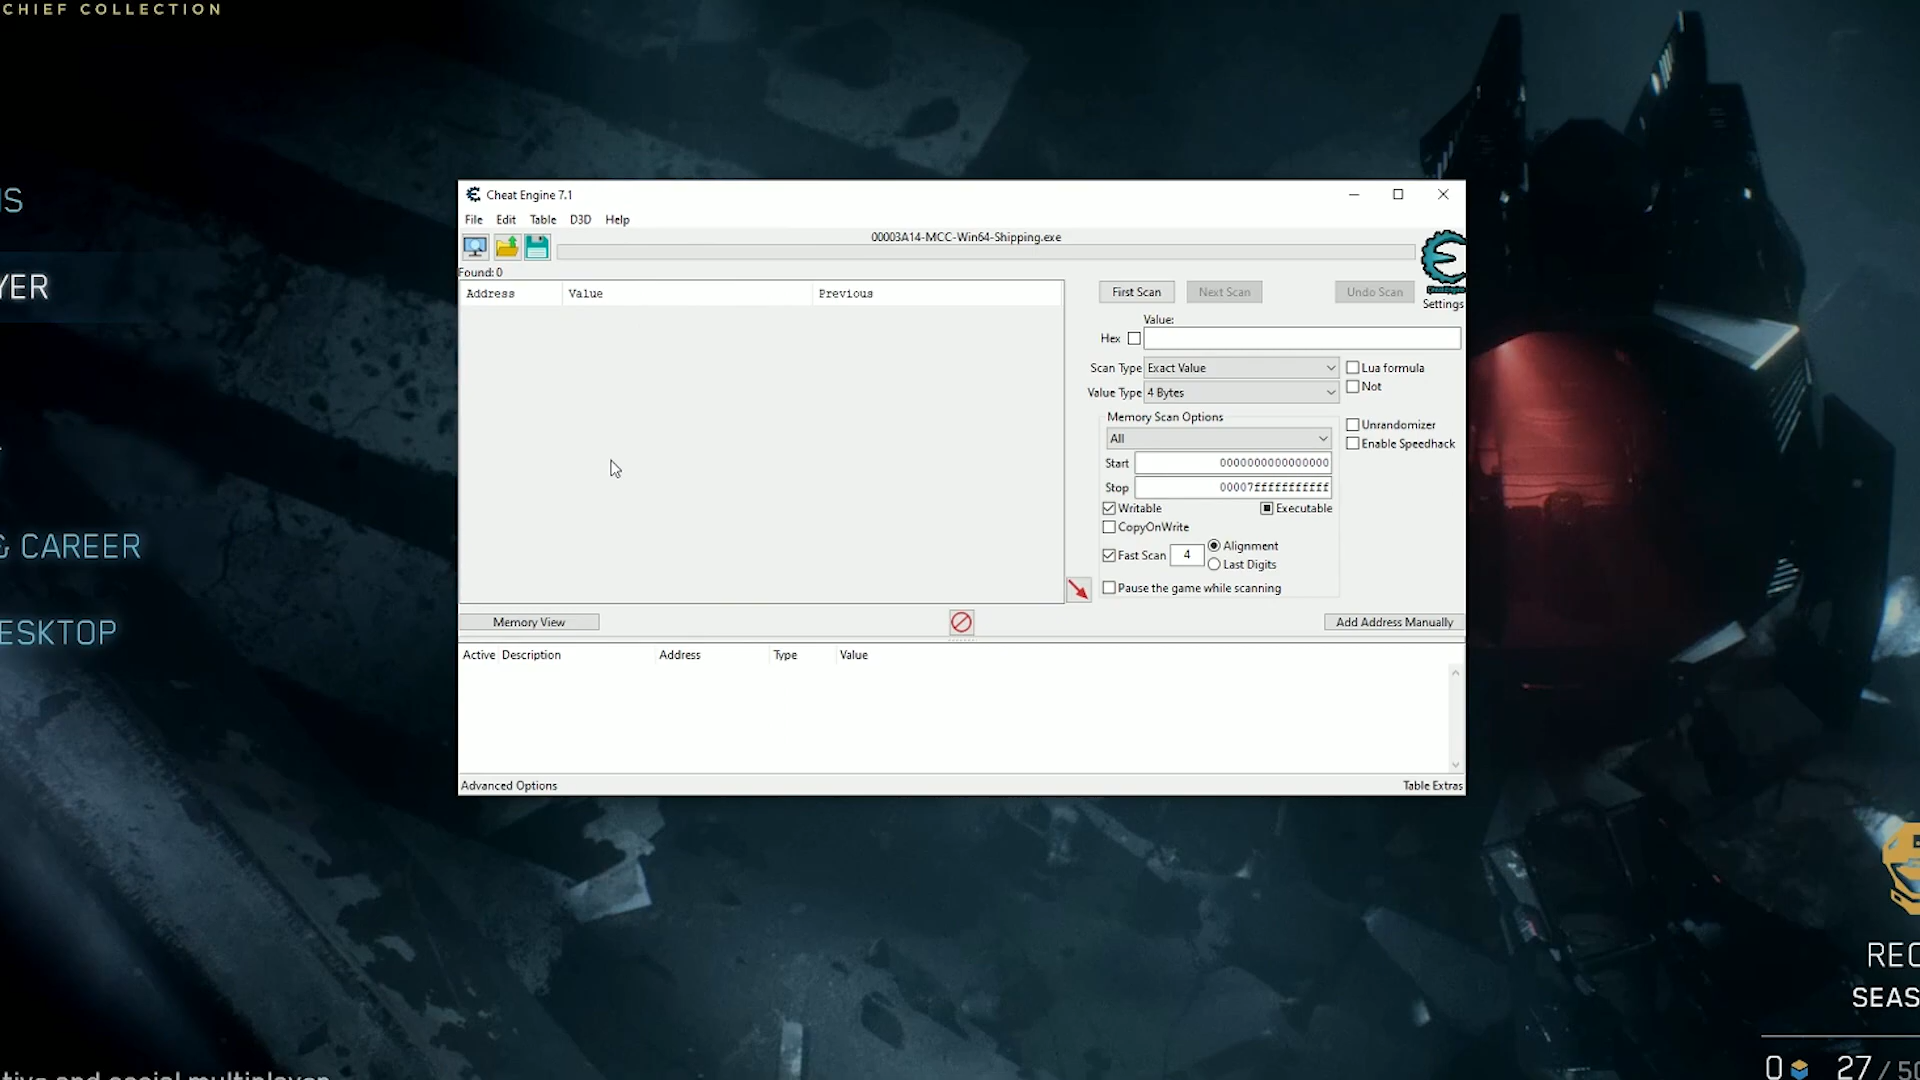 CHIEF COLLECTION
Cheat Engine 7.1
File Edit Table D3D Help
00003A14-MCC-Win64-Shipping.exe
Found: 0
Address Value Previous
First Scan Next Scan Undo Scan
Settings
Value:
Hex
Scan Type Exact Value Lua formula
Not
Value Type 4 Bytes
Memory Scan Options
All
Unrandomizer
Enable Speedhack
Start 0000000000000000
Stop 00007fffffffffff
Writable Executable
CopyOnWrite
Fast Scan 4 Alignment
Last Digits
Pause the game while scanning
Memory View Add Address Manually
Active Description Address Type Value
Advanced Options Table Extras
S
YER
& CAREER
ESKTOP
REC
SEAS
0 27 / 50